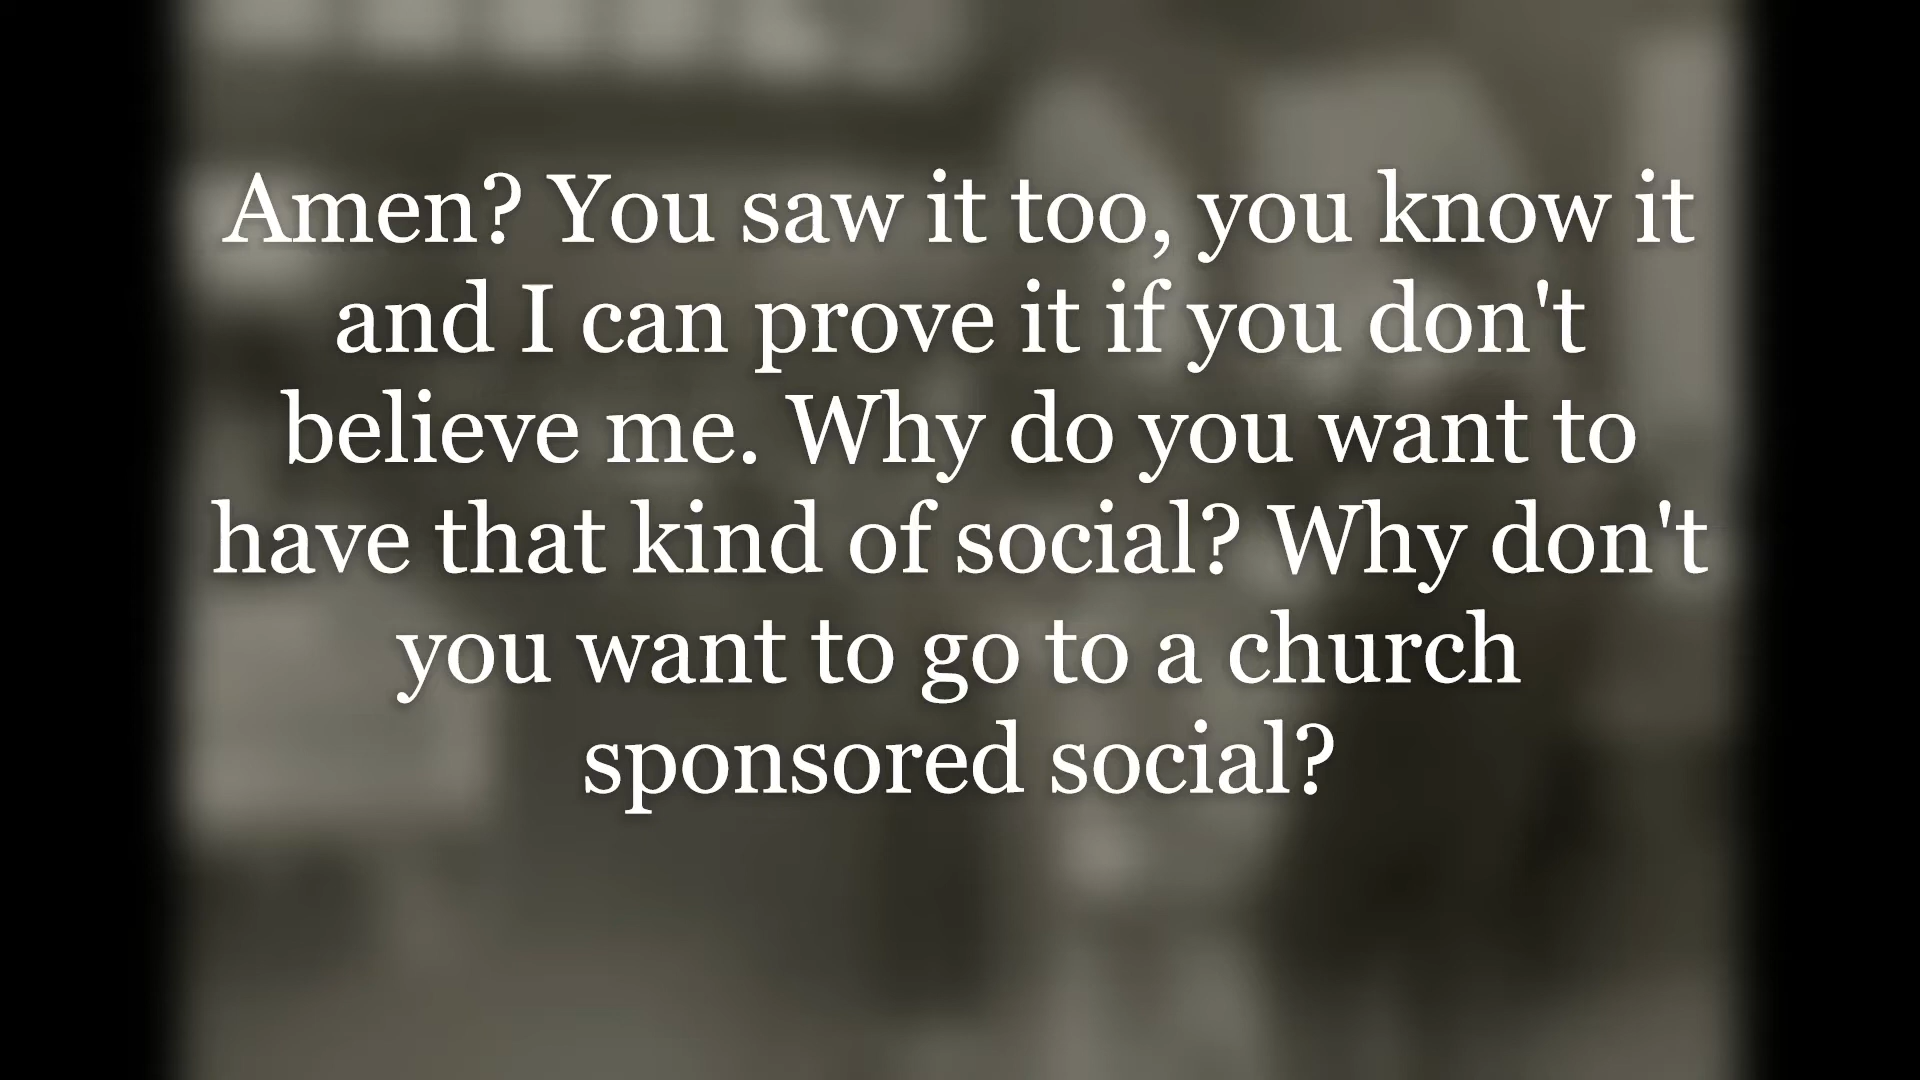 Amen? You saw it too, you know it
and I can prove it if you don't
believe me. Why do you want to
have that kind of social? Why don't
you want to go to a church
sponsored social?